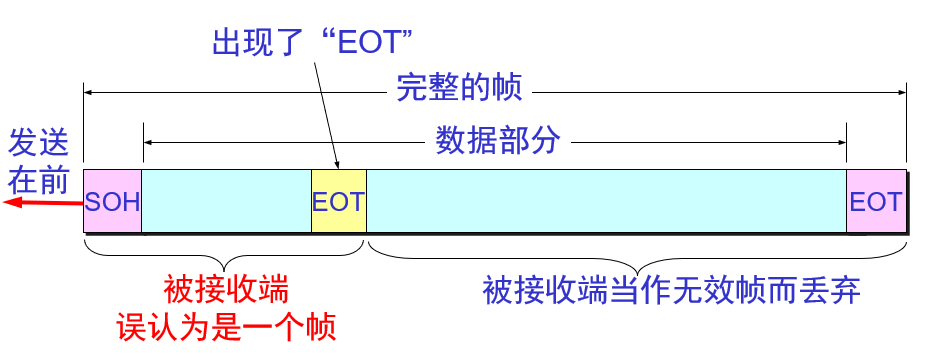 出现了“EOT”
完整的帧
数据部分
发送
在前
SOH
EOT
EOT
被接收端
误认为是一个帧
被接收端当作无效帧而丢弃